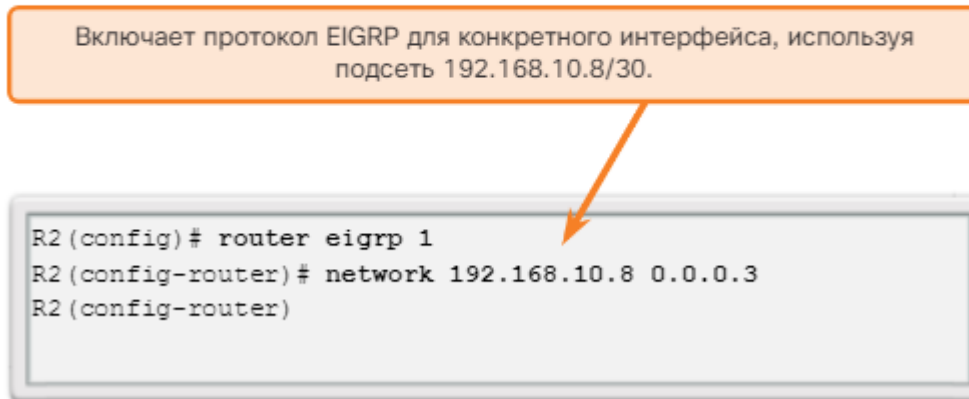 Включает протокол EIGRP для конкретного интерфейса, используя
подсеть 192.168.10.8/30.
R2(config)# router eigrp 1
R2(config-router)# network 192.168.10.8 0.0.0.3
R2(config-router)